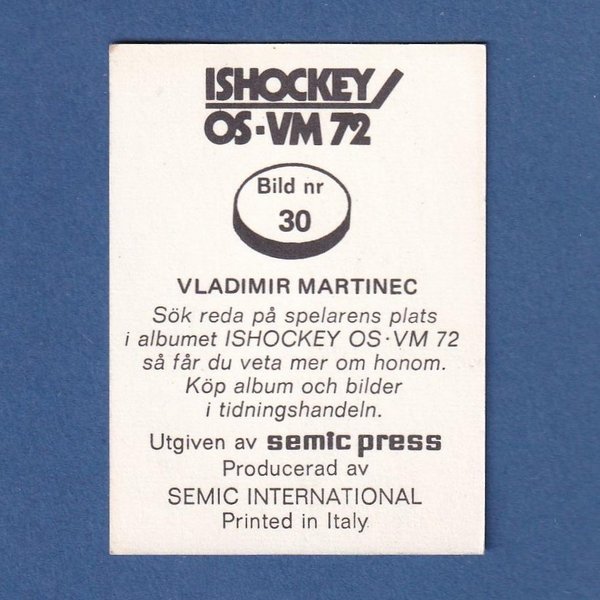 ISHOCKEY
OS·VM 72
Bild nr
30
VLADIMIR MARTINEC
Sök reda på spelarens plats
i albumet ISHOCKEY OS·VM 72
så får du veta mer om honom.
Köp album och bilder
i tidningshandeln.
Utgiven av semic press
Producerad av
SEMIC INTERNATIONAL
Printed in Italy